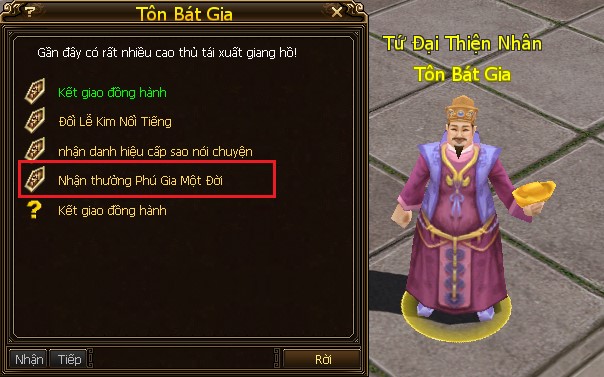 Tôn Bát Gia
Gần đây có rất nhiều cao thủ tái xuất giang hồ!
Kết giao đồng hành
Đổi Lễ Kim Nổi Tiếng
nhận danh hiệu cấp sao nói chuyện
Nhận thưởng Phú Gia Một Đời
Kết giao đồng hành
Nhận
Tiếp
Rời
Tứ Đại Thiện Nhân
Tôn Bát Gia